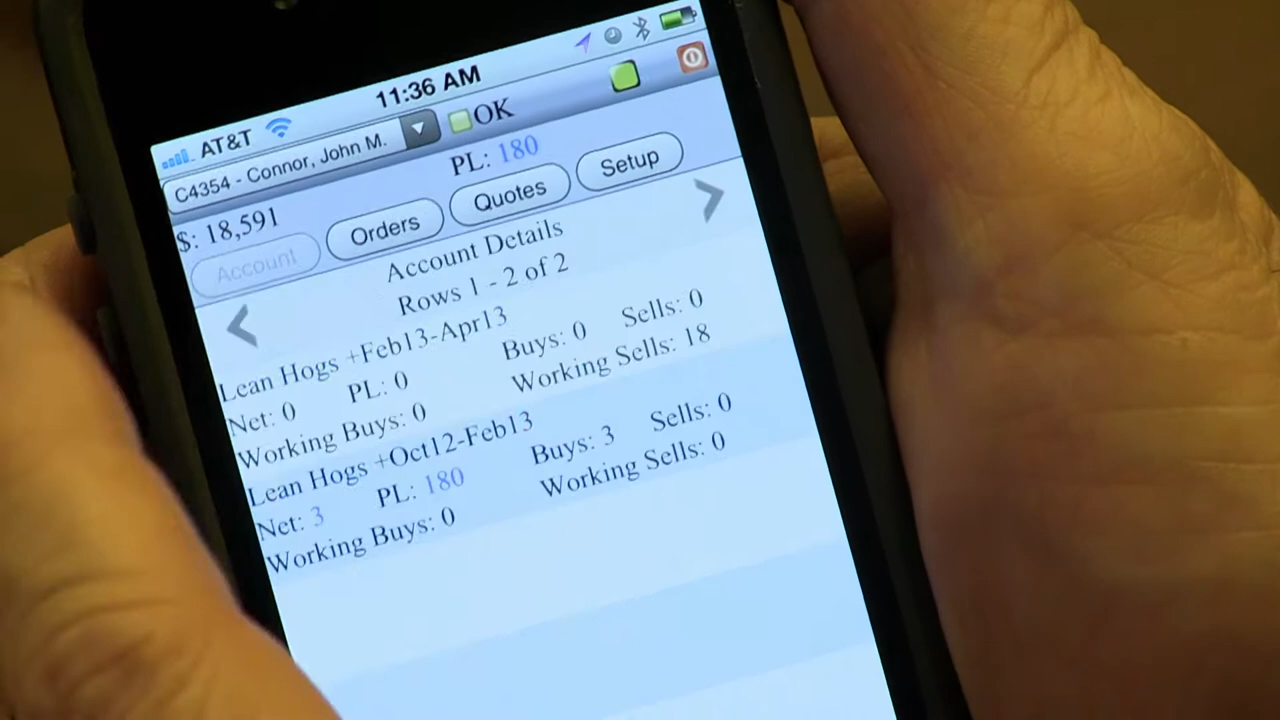 AT&T 11:36 AM
C4354 - Connor, John M. OK
$: 18,591 PL: 180
Account Orders Quotes Setup
Account Details
Rows 1 - 2 of 2
Lean Hogs +Feb13-Apr13
Net: 0 PL: 0 Buys: 0 Sells: 0
Working Buys: 0 Working Sells: 18
Lean Hogs +Oct12-Feb13
Net: 3 PL: 180 Buys: 3 Sells: 0
Working Buys: 0 Working Sells: 0